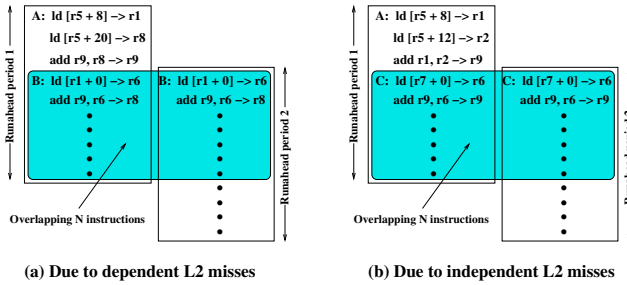 Runahead period 1
A: ld [r5 + 8] -> r1
ld [r5 + 20] -> r8
add r9, r8 -> r9
B: ld [r1 + 0] -> r6
add r9, r6 -> r8
B: ld [r1 + 0] -> r6
add r9, r6 -> r8
Runahead period 2
Overlapping N instructions
(a) Due to dependent L2 misses
Runahead period 1
A: ld [r5 + 8] -> r1
ld [r5 + 12] -> r2
add r1, r2 -> r9
C: ld [r7 + 0] -> r6
add r9, r6 -> r9
C: ld [r7 + 0] -> r6
add r9, r6 -> r9
Runahead period 2
Overlapping N instructions
(b) Due to independent L2 misses